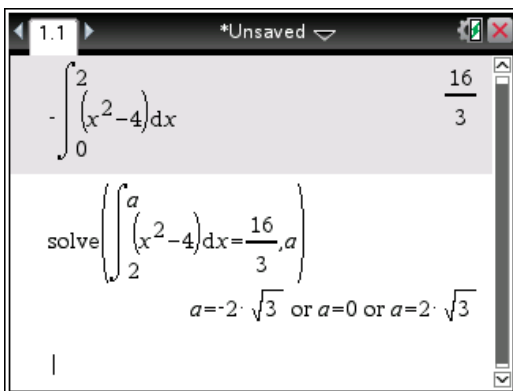 1.1 *Unsaved
-∫₀²(x²-4)dx 16/3
solve(∫₂ᵃ(x²-4)dx=16/3,a)
a=-2·√3 or a=0 or a=2·√3